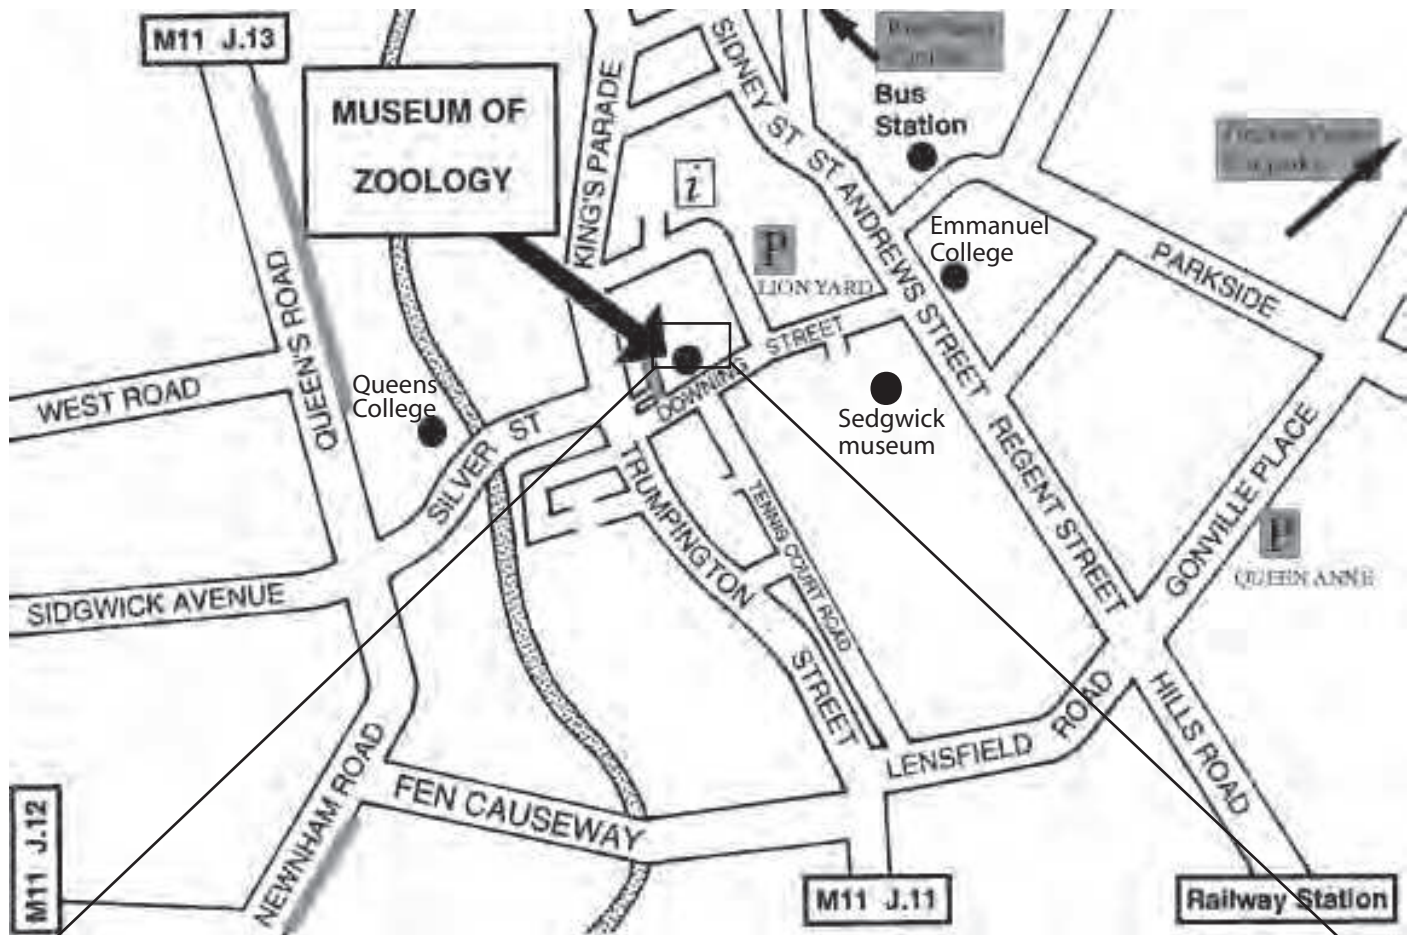 M11 J.13
MUSEUM OF
ZOOLOGY
KING'S PARADE
SIDNEY ST
ST ANDREWS STREET
Bus
Station
i
P
LION YARD
Emmanuel
College
PARKSIDE
QUEEN'S ROAD
WEST ROAD
Queens
College
SILVER ST
DOWNING STREET
Sedgwick
museum
REGENT STREET
GONVILLE PLACE
P
QUEEN ANNE
TRUMPINGTON
STREET
TENNIS COURT ROAD
SIDGWICK AVENUE
LENSFIELD ROAD
HILLS ROAD
NEWNHAM ROAD
FEN CAUSEWAY
M11 J.12
M11 J.11
Railway Station